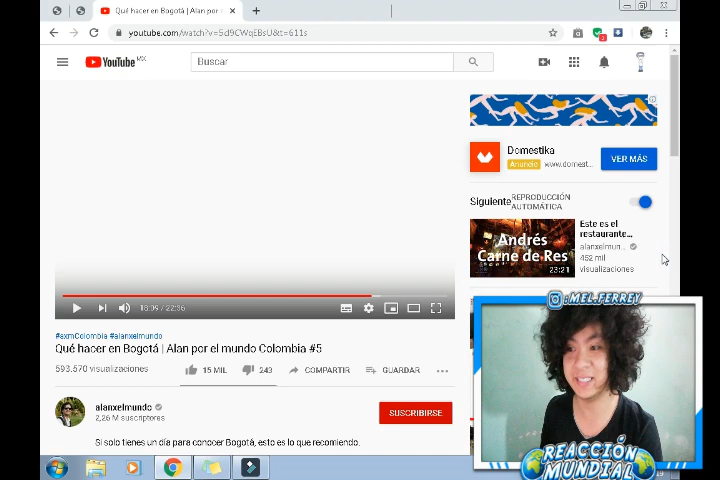 Qué hacer en Bogotá | Alan por e
youtube.com/watch?v=5d9CWqEBsU&t=611s
YouTube MX
Buscar
Domestika
Anuncio www.domest...
VER MÁS
Siguiente
REPRODUCCIÓN
AUTOMÁTICA
Andrés
Carne de Res
23:21
Este es el
restaurante...
alanxelmun...
452 mil
visualizaciones
18:09 / 22:36
#axmColombia #alanxelmundo
Qué hacer en Bogotá | Alan por el mundo Colombia #5
593.570 visualizaciones
15 MIL
243
COMPARTIR
GUARDAR
alanxelmundo
2,26 M suscriptores
SUSCRIBIRSE
Si solo tienes un día para conocer Bogotá, esto es lo que recomiendo.
:MEL.FERREY
REACCIÓN
MUNDIAL